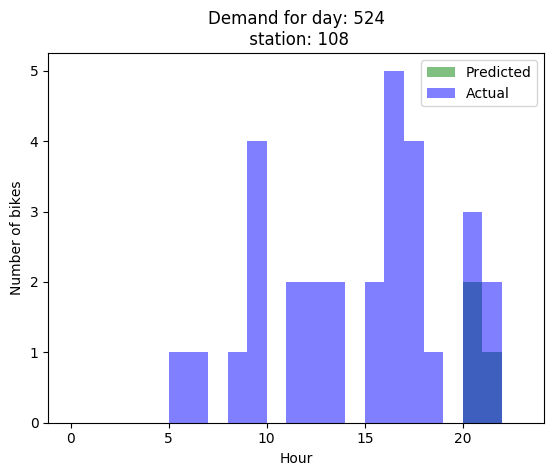 Demand for day: 524
station: 108
Predicted
Actual
Number of bikes
5
4
3
2
1
0
0 5 10 15 20
Hour